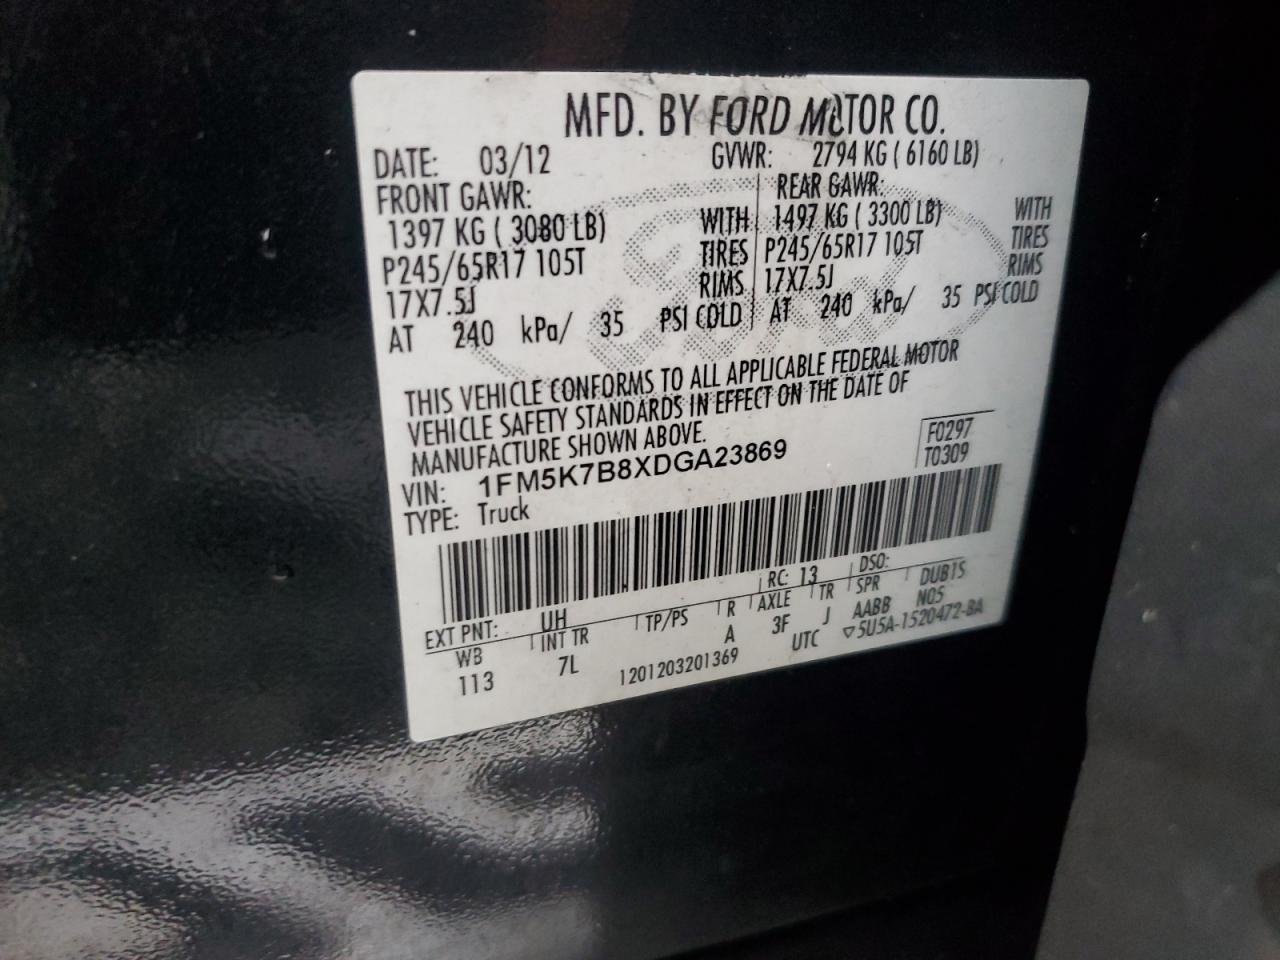 MFD. BY FORD MOTOR CO.
DATE: 03/12 GVWR: 2794 KG ( 6160 LB)
FRONT GAWR: REAR GAWR:
1397 KG ( 3080 LB) WITH 1497 KG ( 3300 LB) WITH
P245/65R17 105T TIRES P245/65R17 105T TIRES
17X7.5J RIMS 17X7.5J RIMS
AT 240 kPa/ 35 PSI COLD AT 240 kPa/ 35 PSI COLD
THIS VEHICLE CONFORMS TO ALL APPLICABLE FEDERAL MOTOR
VEHICLE SAFETY STANDARDS IN EFFECT ON THE DATE OF
MANUFACTURE SHOWN ABOVE.
F0297
T0309
VIN: 1FM5K7B8XDGA23869
TYPE: Truck
EXT PNT: UH RC: 13 DSO:
WB INT TR TP/PS R AXLE TR SPR DUB1S
113 7L A 3F J AABB NQ5
1201203201369 UTC ▽5U5A-1520472-BA